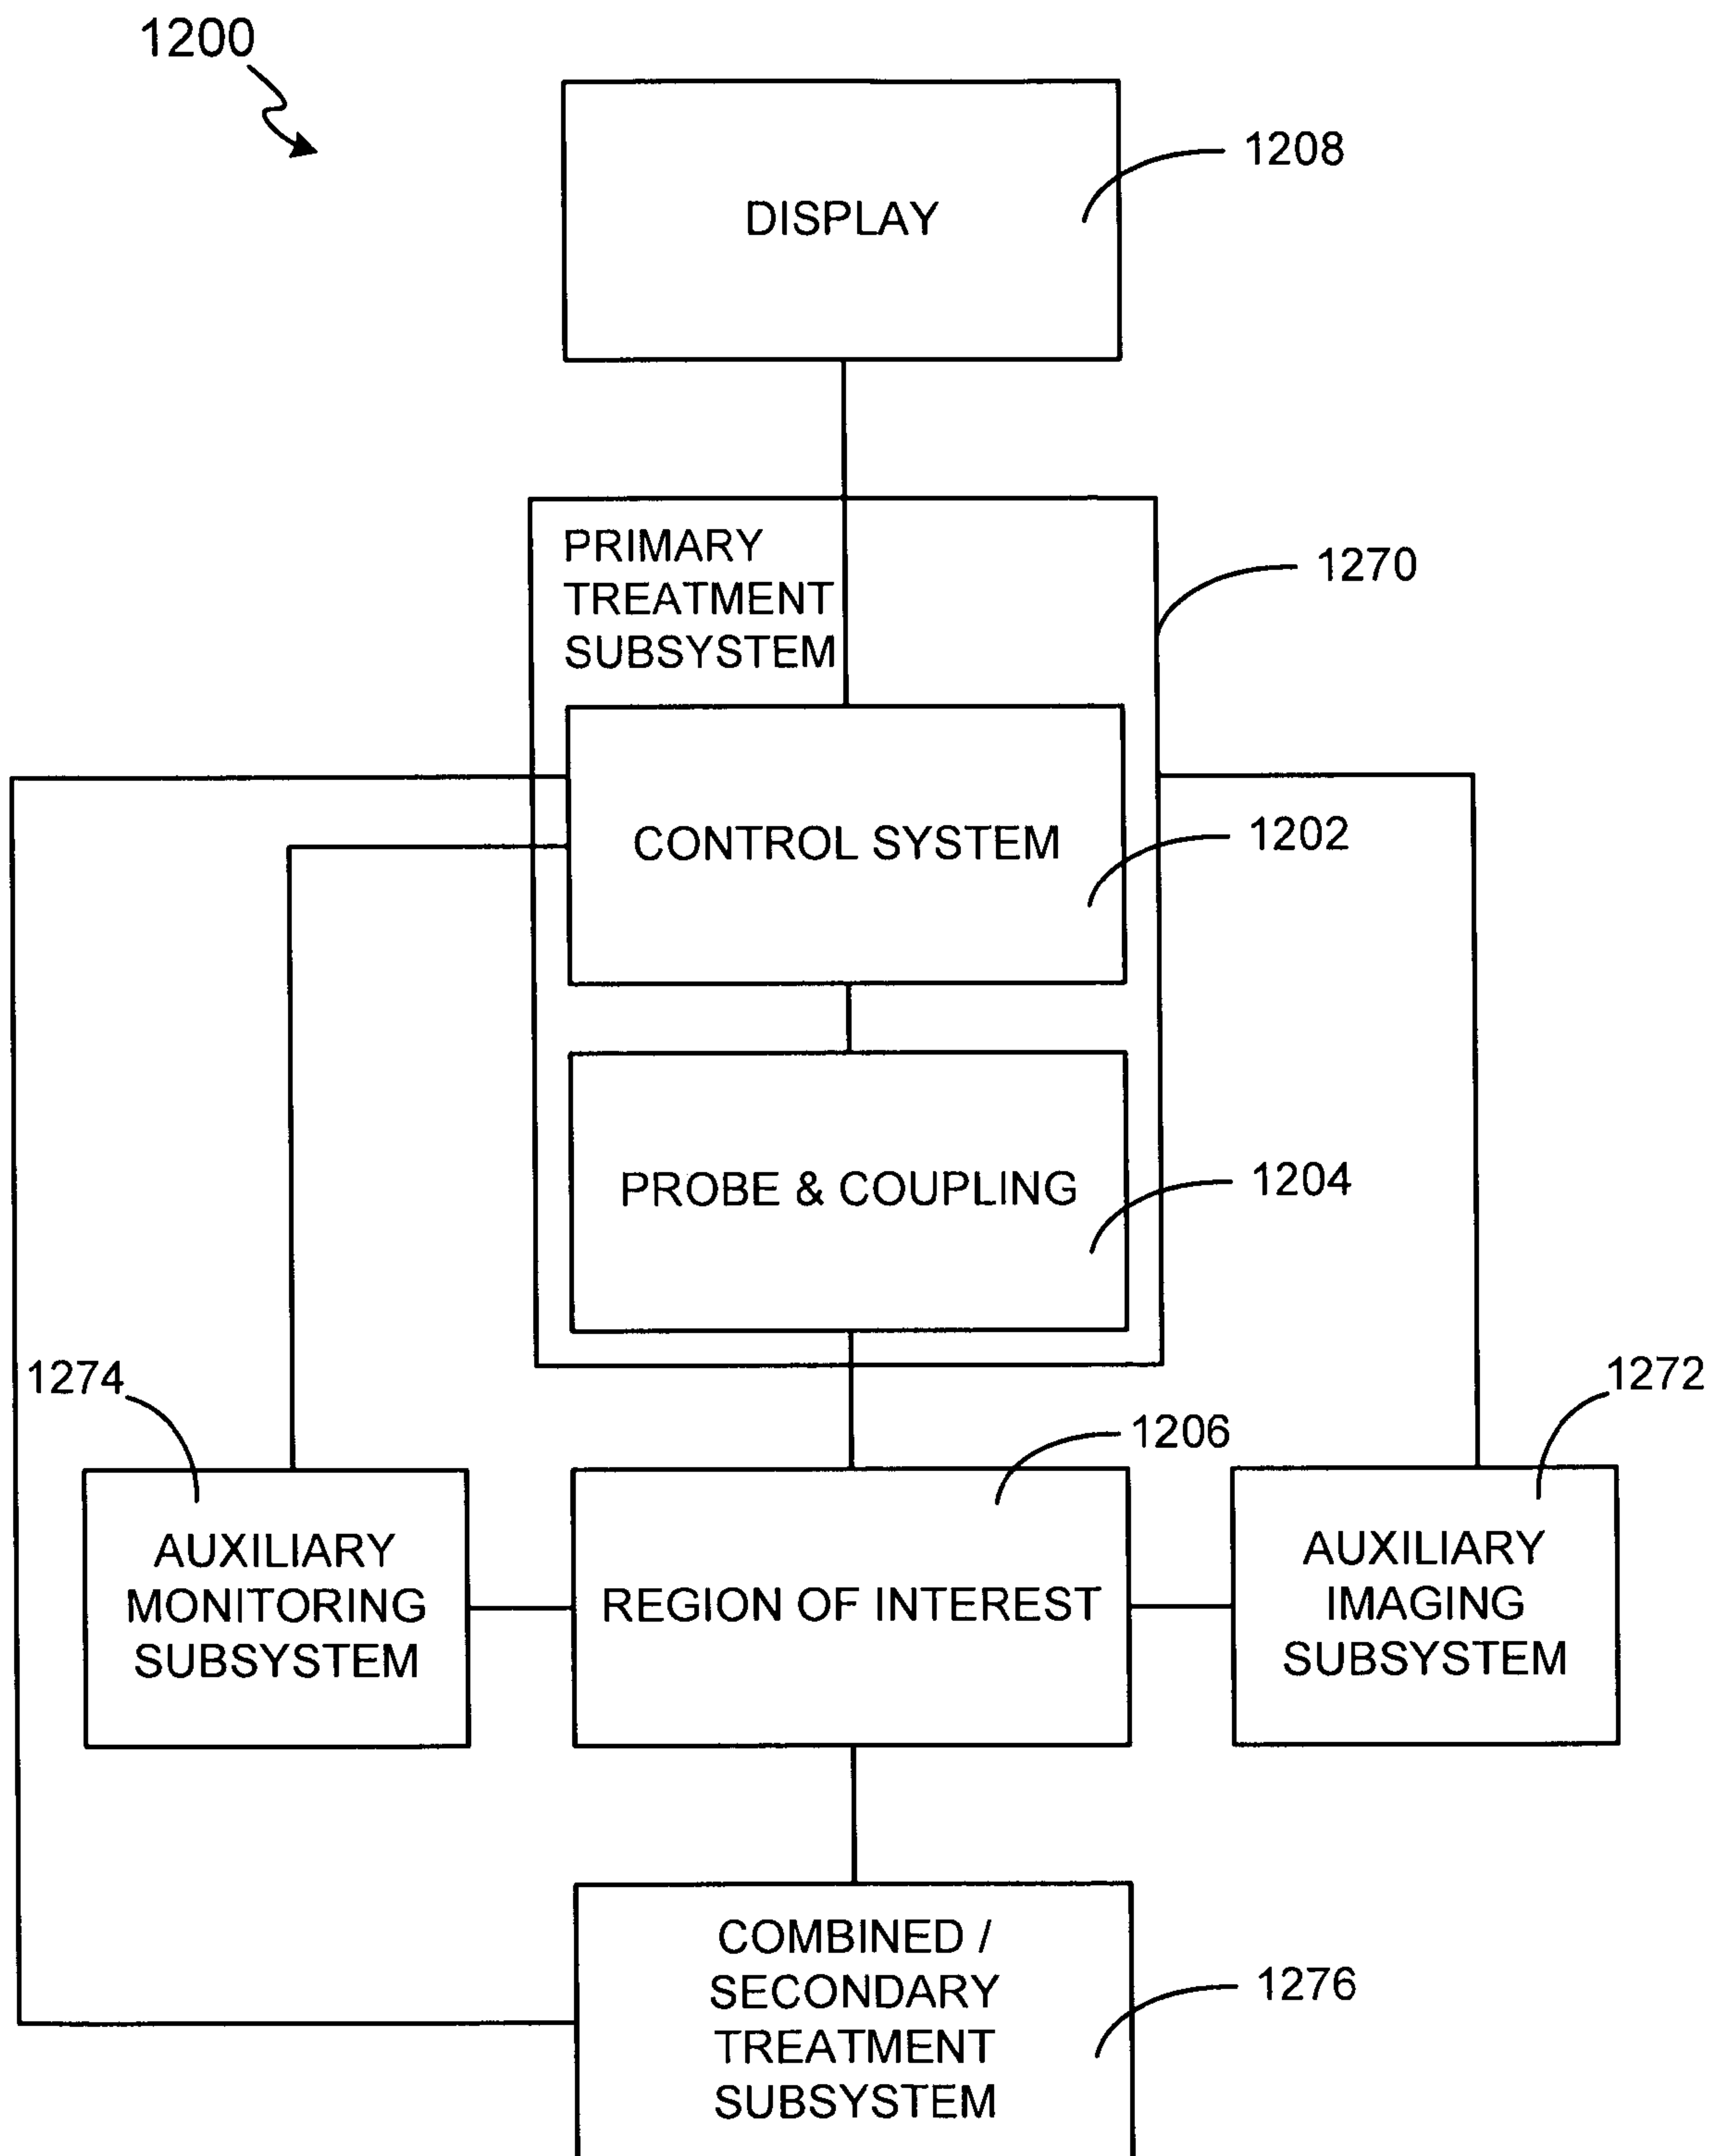 1200
1208
DISPLAY
PRIMARY
TREATMENT
SUBSYSTEM
1270
CONTROL SYSTEM
1202
PROBE & COUPLING
1204
1274
1272
1206
AUXILIARY
MONITORING
SUBSYSTEM
REGION OF INTEREST
AUXILIARY
IMAGING
SUBSYSTEM
COMBINED /
SECONDARY
TREATMENT
SUBSYSTEM
1276